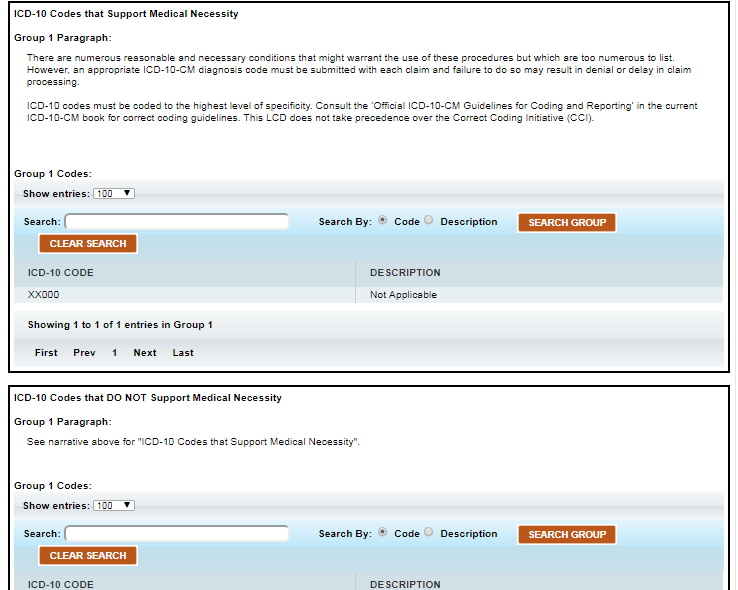 ICD-10 Codes that Support Medical Necessity
Group 1 Paragraph:
There are numerous reasonable and necessary conditions that might warrant the use of these procedures but which are too numerous to list.
However, an appropriate ICD-10-CM diagnosis code must be submitted with each claim and failure to do so may result in denial or delay in claim
processing.
ICD-10 codes must be coded to the highest level of specificity. Consult the 'Official ICD-10-CM Guidelines for Coding and Reporting' in the current
ICD-10-CM book for correct coding guidelines. This LCD does not take precedence over the Correct Coding Initiative (CCI).
Group 1 Codes:
Show entries: 100
Search: Search By: Code Description SEARCH GROUP
CLEAR SEARCH
ICD-10 CODE DESCRIPTION
XX000 Not Applicable
Showing 1 to 1 of 1 entries in Group 1
First Prev 1 Next Last
ICD-10 Codes that DO NOT Support Medical Necessity
Group 1 Paragraph:
See narrative above for "ICD-10 Codes that Support Medical Necessity".
Group 1 Codes:
Show entries: 100
Search: Search By: Code Description SEARCH GROUP
CLEAR SEARCH
ICD-10 CODE DESCRIPTION